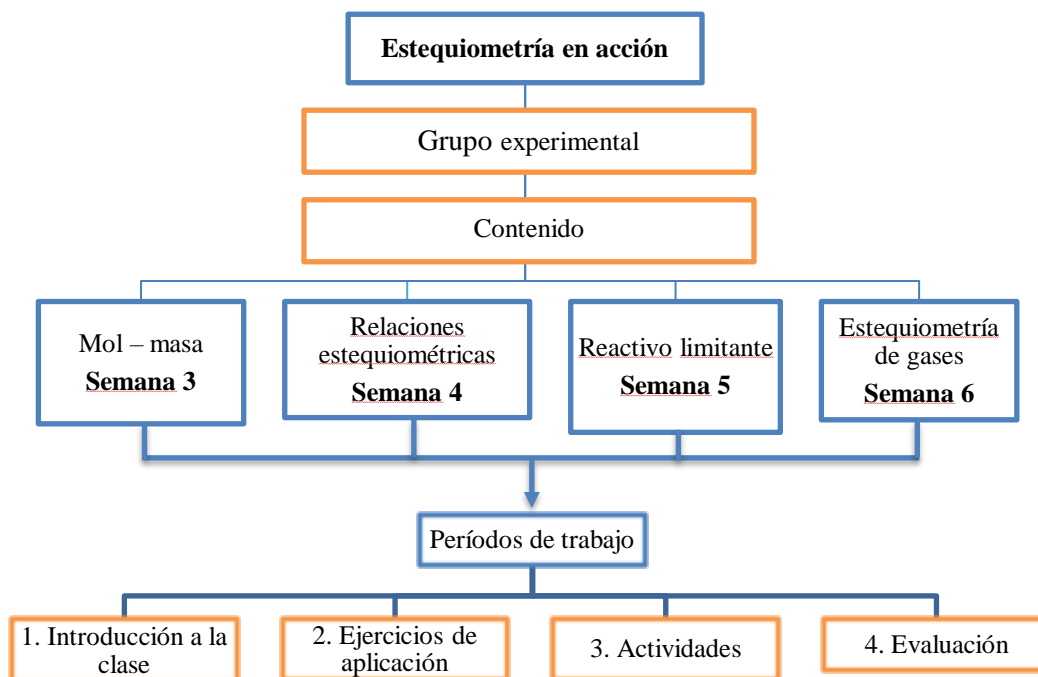 Estequiometría en acción
Grupo experimental
Contenido
Mol – masa
Semana 3
Relaciones
estequiométricas
Semana 4
Reactivo limitante
Semana 5
Estequiometría
de gases
Semana 6
Períodos de trabajo
1. Introducción a la
clase
2. Ejercicios de
aplicación
3. Actividades
4. Evaluación